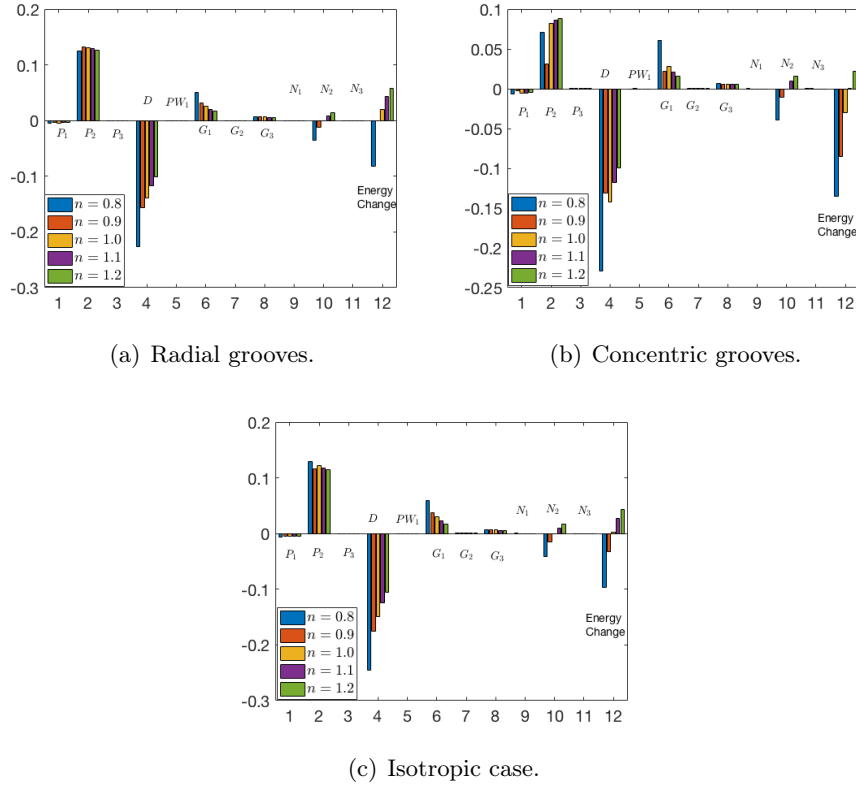 0.2
0.1
0
-0.1
-0.2
-0.3
P₁ P₂ P₃ D PW₁ G₁ G₂ G₃ N₁ N₂ N₃
Energy
Change
n = 0.8
n = 0.9
n = 1.0
n = 1.1
n = 1.2
1 2 3 4 5 6 7 8 9 10 11 12
(a) Radial grooves.
0.1
0.05
0
-0.05
-0.1
-0.15
-0.2
-0.25
P₁ P₂ P₃ D PW₁ G₁ G₂ G₃ N₁ N₂ N₃
Energy
Change
n = 0.8
n = 0.9
n = 1.0
n = 1.1
n = 1.2
1 2 3 4 5 6 7 8 9 10 11 12
(b) Concentric grooves.
0.2
0.1
0
-0.1
-0.2
-0.3
P₁ P₂ P₃ D PW₁ G₁ G₂ G₃ N₁ N₂ N₃
Energy
Change
n = 0.8
n = 0.9
n = 1.0
n = 1.1
n = 1.2
1 2 3 4 5 6 7 8 9 10 11 12
(c) Isotropic case.